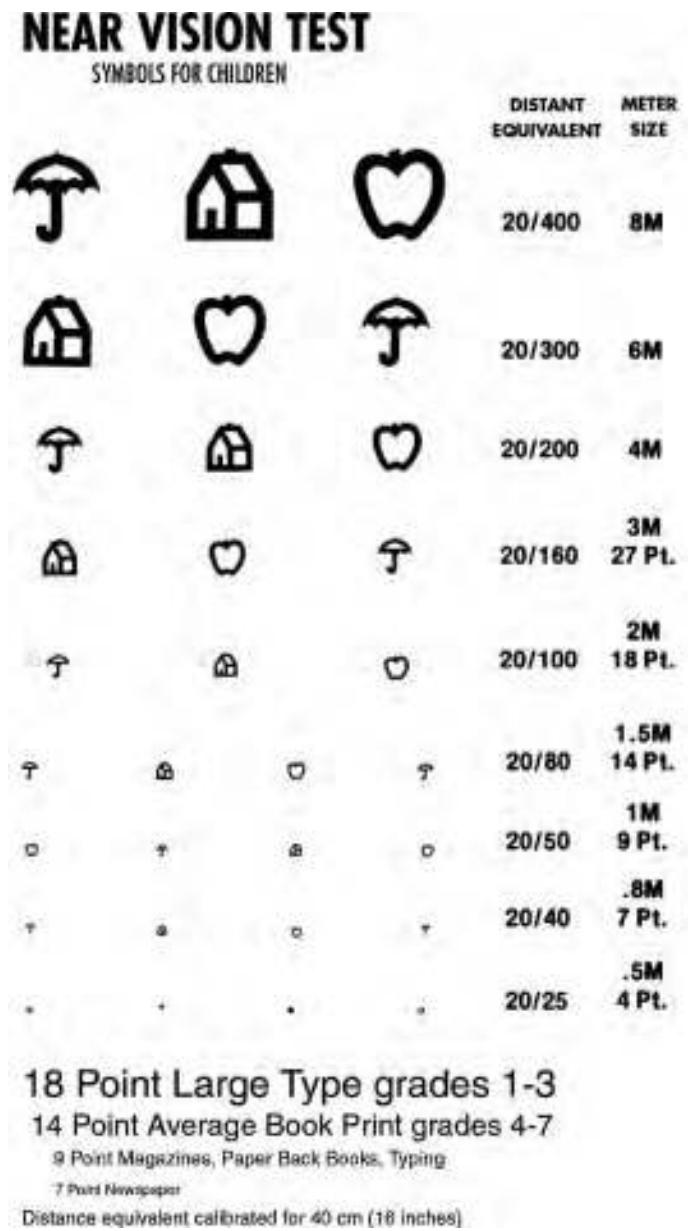 NEAR VISION TEST
SYMBOLS FOR CHILDREN
DISTANT EQUIVALENT
METER SIZE
20/400 8M
20/300 6M
20/200 4M
3M
20/160 27 Pt.
2M
20/100 18 Pt.
1.5M
20/80 14 Pt.
1M
20/50 9 Pt.
.8M
20/40 7 Pt.
.5M
20/25 4 Pt.
18 Point Large Type grades 1-3
14 Point Average Book Print grades 4-7
9 Point Magazines, Paper Back Books, Typing
7 Point Newspaper
Distance equivalent calibrated for 40 cm (16 inches)